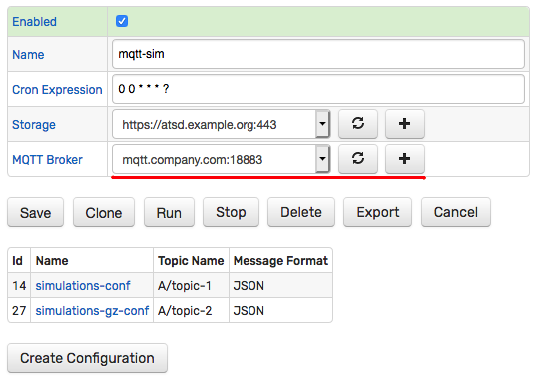 Enabled
Name mqtt-sim
Cron Expression 0 0 * * * ?
Storage https://atsd.example.org:443
MQTT Broker mqtt.company.com:18883
Save Clone Run Stop Delete Export Cancel
Id Name Topic Name Message Format
14 simulations-conf A/topic-1 JSON
27 simulations-gz-conf A/topic-2 JSON
Create Configuration